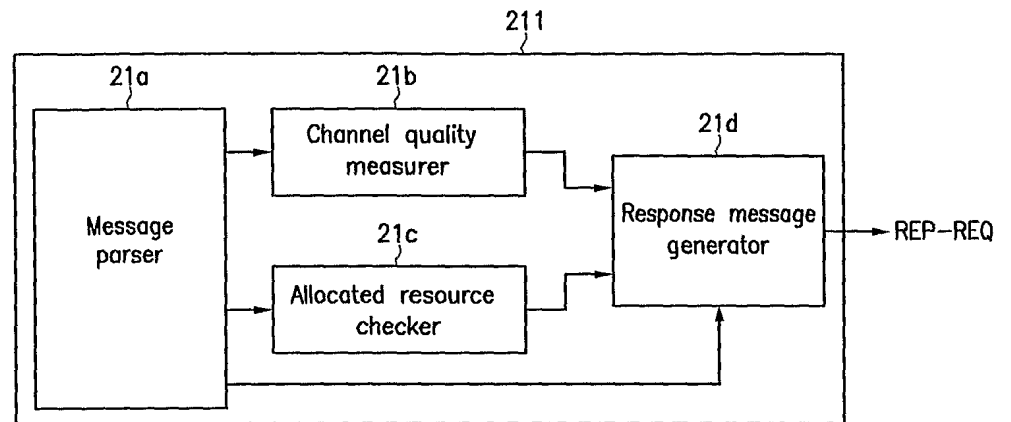 211
21a
Message
parser
21b
Channel quality
measurer
21c
Allocated resource
checker
21d
Response message
generator
REP-REQ